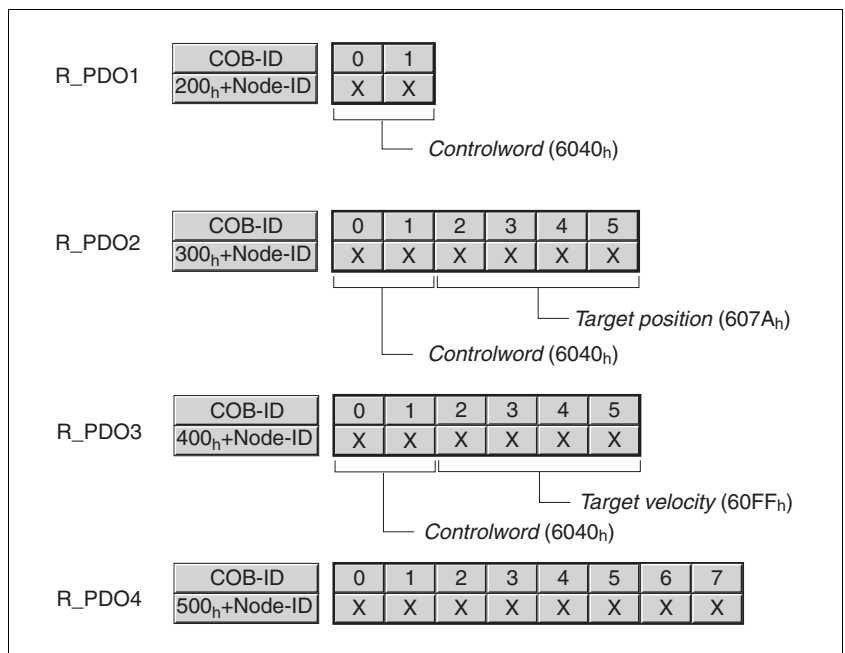 COB-ID 0 1
R_PDO1
200h+Node-ID X X
Controlword (6040h)
COB-ID 0 1 2 3 4 5
R_PDO2
300h+Node-ID X X X X X X
Target position (607Ah)
Controlword (6040h)
COB-ID 0 1 2 3 4 5
R_PDO3
400h+Node-ID X X X X X X
Target velocity (60FFh)
Controlword (6040h)
COB-ID 0 1 2 3 4 5 6 7
R_PDO4
500h+Node-ID X X X X X X X X